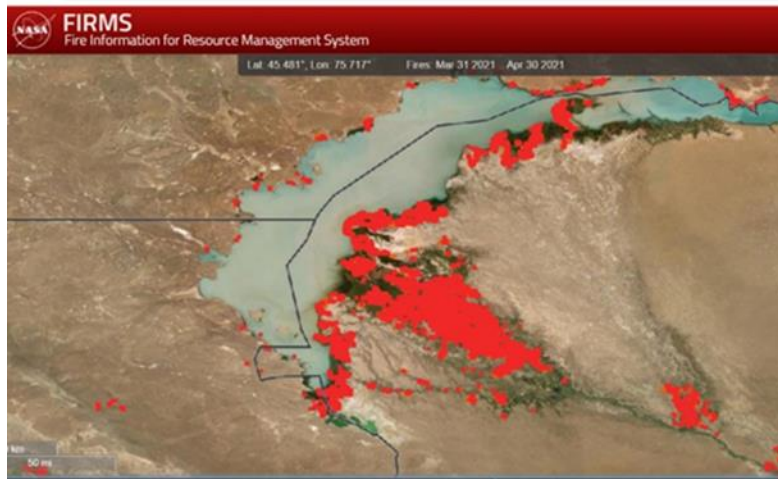 NASA
FIRMS
Fire Information for Resource Management System
Lat: 45.481°, Lon: 75.717° Fires: Mar 31 2021 .. Apr 30 2021
50 mi